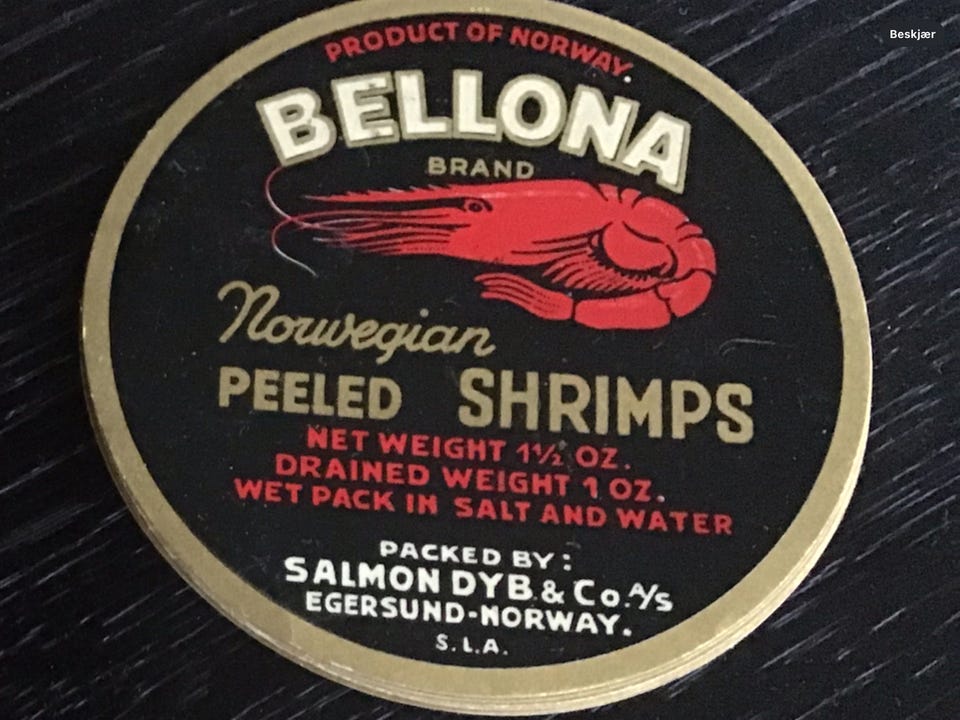 Beskjær
PRODUCT OF NORWAY.
BELLONA
BRAND
Norwegian
PEELED SHRIMPS
NET WEIGHT 1½ OZ.
DRAINED WEIGHT 1 OZ.
WET PACK IN SALT AND WATER
PACKED BY:
SALMON DYB.& Co. A/s
EGERSUND-NORWAY.
S.L.A.